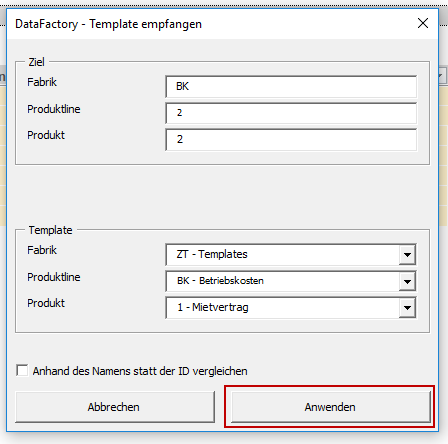 DataFactory - Template empfangen
Ziel
Fabrik BK
Produktline 2
Produkt 2
Template
Fabrik ZT - Templates
Produktline BK - Betriebskosten
Produkt 1 - Mietvertrag
Anhand des Namens statt der ID vergleichen
Abbrechen Anwenden